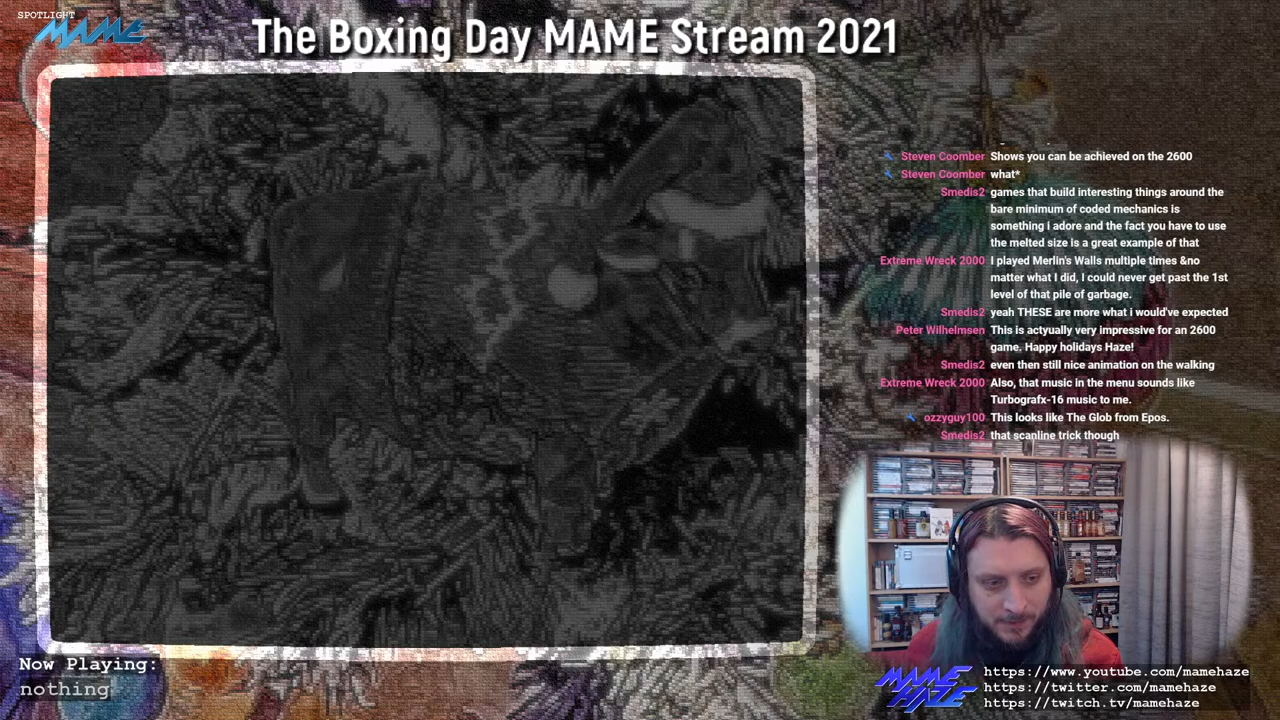 SPOTLIGHT
MAME
The Boxing Day MAME Stream 2021
Steven Coomber Shows you can be achieved on the 2600
Steven Coomber what*
Smedis2 games that build interesting things around the
bare minimum of coded mechanics is
something i adore and the fact you have to use
the melted size is a great example of that
Extreme Wreck 2000 I played Merlin's Walls multiple times &no
matter what I did, I could never get past the 1st
level of that pile of garbage.
Smedis2 yeah THESE are more what i would've expected
Peter Wilhelmsen This is actyually very impressive for an 2600
game. Happy holidays Haze!
Smedis2 even then still nice animation on the walking
Extreme Wreck 2000 Also, that music in the menu sounds like
Turbografx-16 music to me.
ozzyguy100 This looks like The Glob from Epos.
Smedis2 that scanline trick though
Now Playing:
nothing
MAME
HAZE
https://www.youtube.com/mamehaze
https://twitter.com/mamehaze
https://twitch.tv/mamehaze